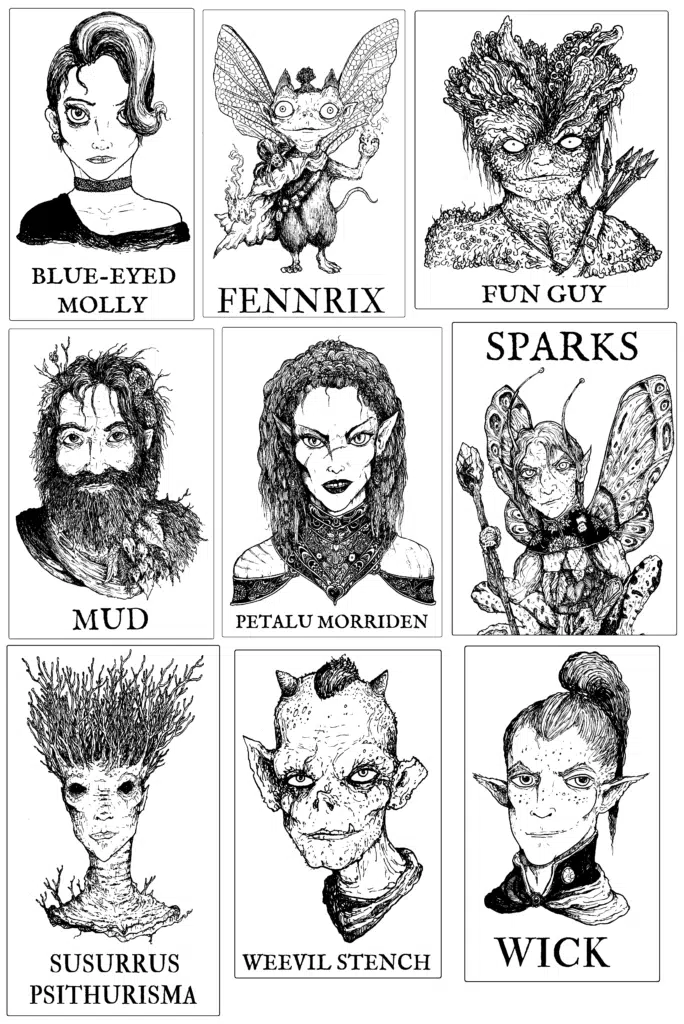 BLUE-EYED
MOLLY
FENNRIX
FUN GUY
MUD
PETALU MORRIDEN
SPARKS
SUSURRUS
PSITHURISMA
WEEVIL STENCH
WICK